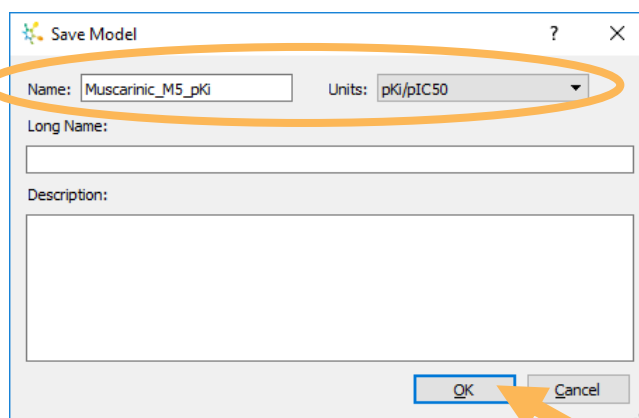 Save Model ?
Name: Muscarinic_M5_pKi Units: pKi/pIC50
Long Name:
Description:
OK Cancel